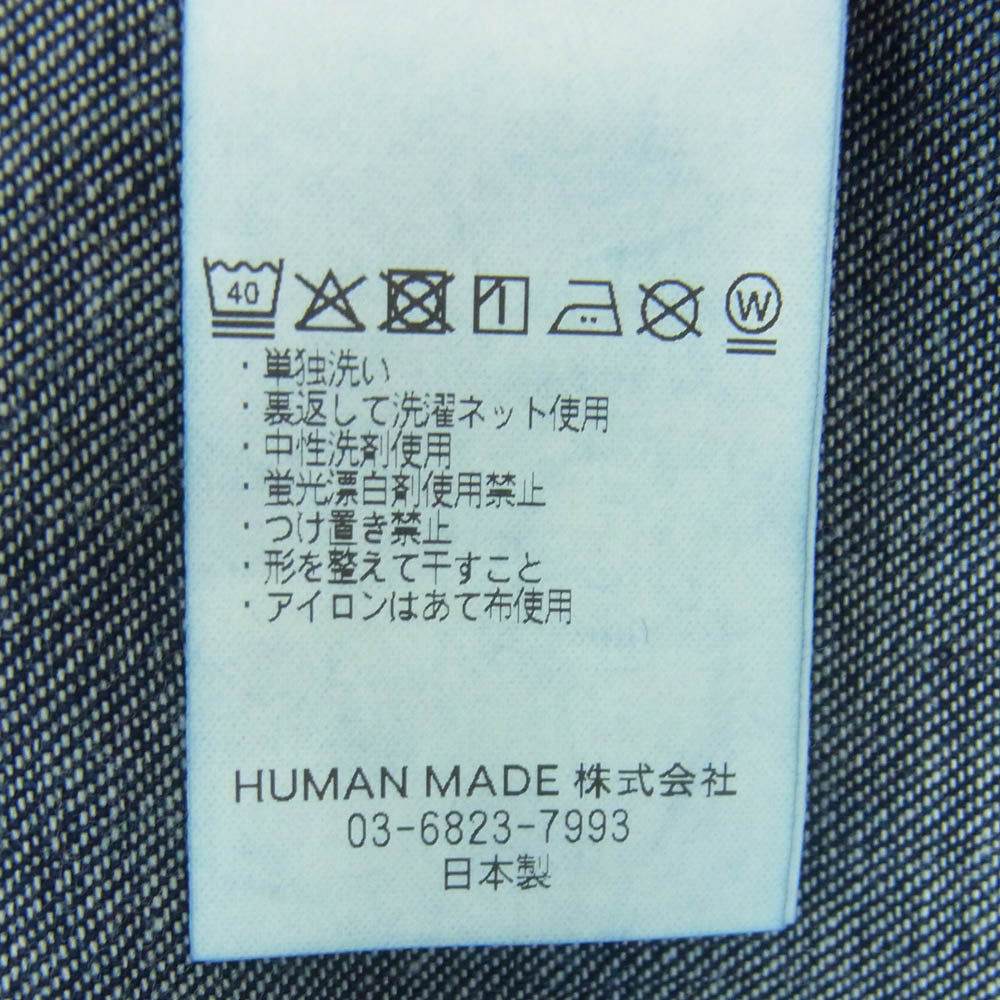 40 W
・単独洗い
・裏返して洗濯ネット使用
・中性洗剤使用
・蛍光漂白剤使用禁止
・つけ置き禁止
・形を整えて干すこと
・アイロンはあて布使用
HUMAN MADE 株式会社
03-6823-7993
日本製